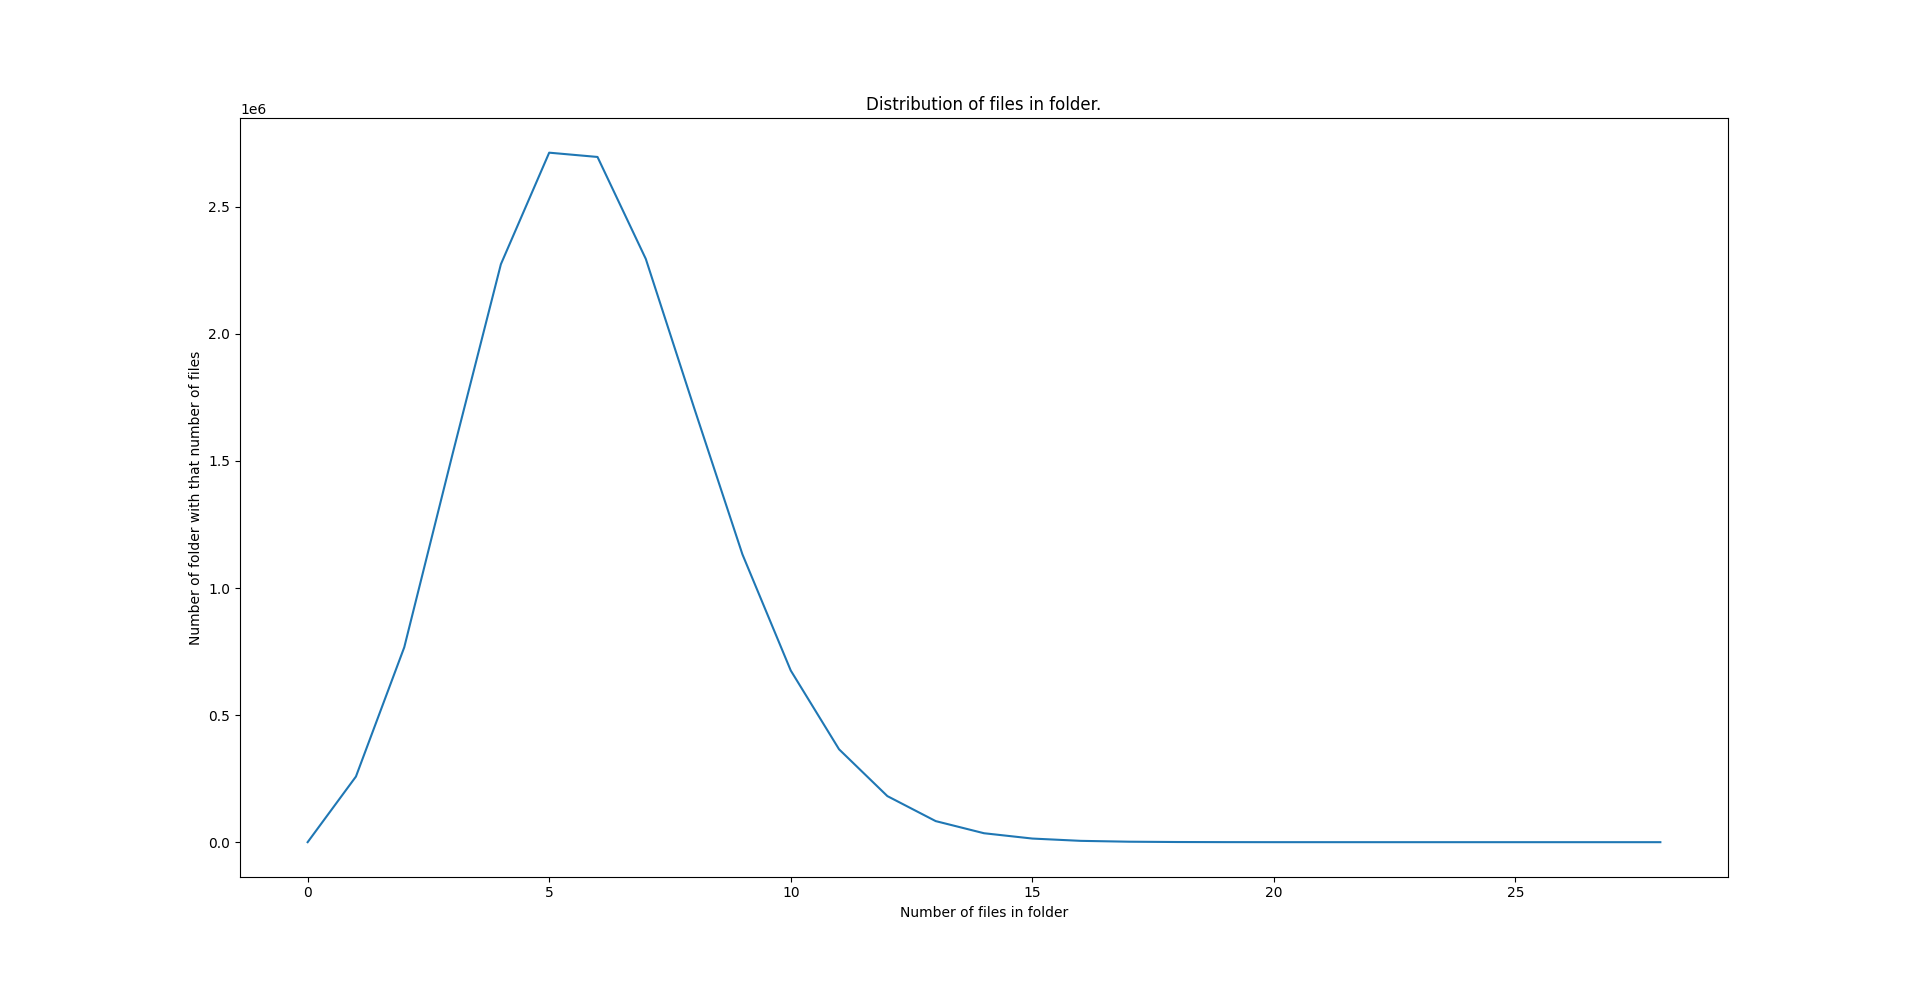 Distribution of files in folder.
1e6
2.5
2.0
1.5
1.0
0.5
0.0
Number of folder with that number of files
0 5 10 15 20 25
Number of files in folder